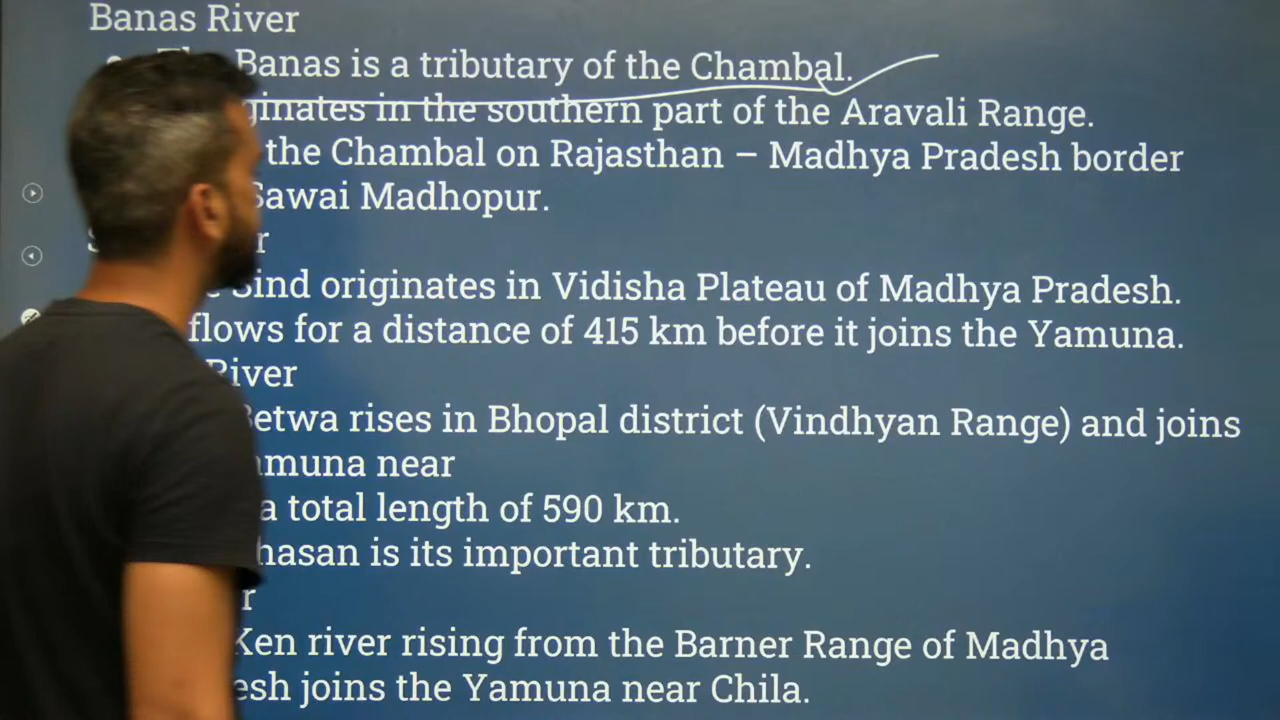 Banas River
Banas is a tributary of the Chambal.
in the southern part of the Aravali Range.
the Chambal on Rajasthan – Madhya Pradesh border
Sawai Madhopur.
Sind originates in Vidisha Plateau of Madhya Pradesh.
flows for a distance of 415 km before it joins the Yamuna.
River
Betwa rises in Bhopal district (Vindhyan Range) and joins
near
a total length of 590 km.
is its important tributary.
Ken river rising from the Barner Range of Madhya
joins the Yamuna near Chila.